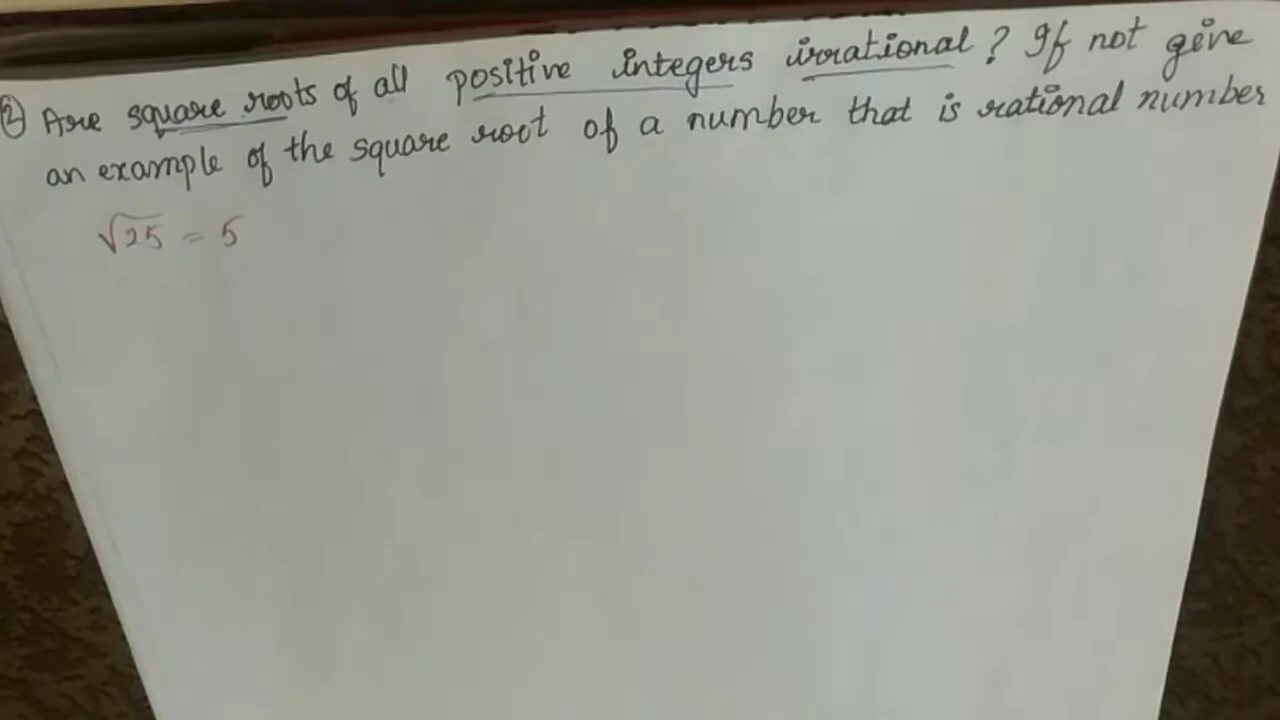 ② Are square roots of all positive integers irrational? If not give
an example of the square root of a number that is rational number
√25 = 5